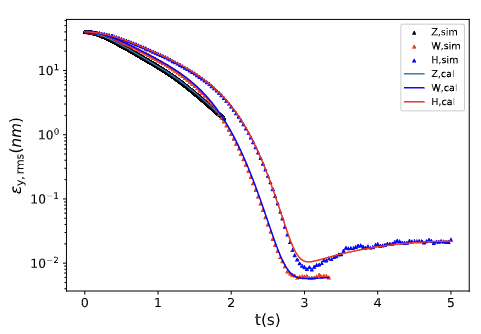 Z,sim
W,sim
H,sim
Z,cal
W,cal
H,cal
10¹
10⁰
10⁻¹
10⁻²
εy, rms(nm)
0 1 2 3 4 5
t(s)